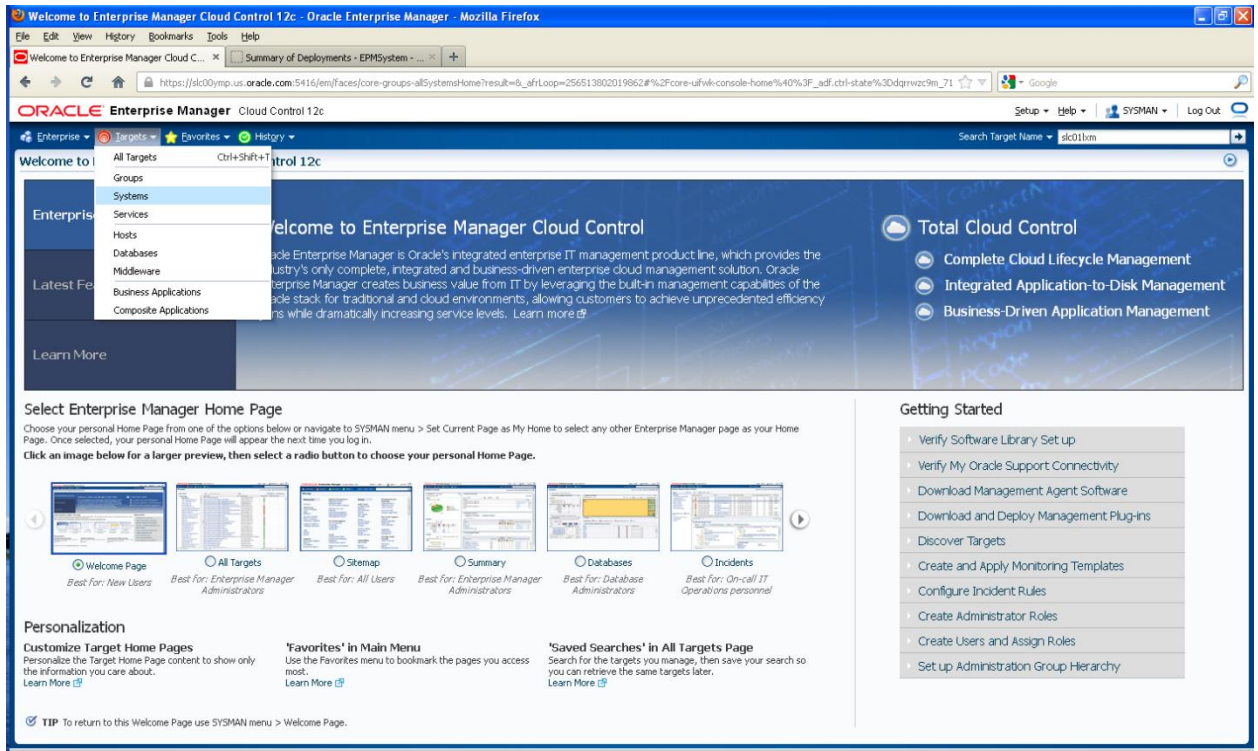 Welcome to Enterprise Manager Cloud Control 12c - Oracle Enterprise Manager - Mozilla Firefox
File Edit View History Bookmarks Tools Help
Welcome to Enterprise Manager Cloud C... × Summary of Deployments - EPMSystem - ... × +
https://slc00ymp.us.oracle.com:5416/em/faces/core-groups-allSystemsHome?result=&_afrLoop=256513802019862#%2Fcore-uifwk-console-home%40%3F_adf.ctrl-state%3Ddqrrwzc9m_71 Google
ORACLE Enterprise Manager Cloud Control 12c Setup Help SYSMAN Log Out
Enterprise Targets Favorites History Search Target Name slc01lxm
Welcome to ntrol 12c
All Targets Ctrl+Shift+T
Groups
Systems
Services
Hosts
Databases
Middleware
Business Applications
Composite Applications
Enterpris
Latest Fe
Learn More
elcome to Enterprise Manager Cloud Control
acle Enterprise Manager is Oracle's integrated enterprise IT management product line, which provides the
ustry's only complete, integrated and business-driven enterprise cloud management solution. Oracle
terprise Manager creates business value from IT by leveraging the built-in management capabilities of the
acle stack for traditional and cloud environments, allowing customers to achieve unprecedented efficiency
ns while dramatically increasing service levels. Learn more
Total Cloud Control
Complete Cloud Lifecycle Management
Integrated Application-to-Disk Management
Business-Driven Application Management
Select Enterprise Manager Home Page
Choose your personal Home Page from one of the options below or navigate to SYSMAN menu > Set Current Page as My Home to select any other Enterprise Manager page as your Home
Page. Once selected, your personal Home Page will appear the next time you log in.
Click an image below for a larger preview, then select a radio button to choose your personal Home Page.
Welcome Page
Best for: New Users
All Targets
Best for: Enterprise Manager
Administrators
Sitemap
Best for: All Users
Summary
Best for: Enterprise Manager
Administrators
Databases
Best for: Database
Administrators
Incidents
Best for: On-call IT
Operations personnel
Personalization
Customize Target Home Pages
Personalize the Target Home Page content to show only
the information you care about.
Learn More
'Favorites' in Main Menu
Use the Favorites menu to bookmark the pages you access
most.
Learn More
'Saved Searches' in All Targets Page
Search for the targets you manage, then save your search so
you can retrieve the same targets later.
Learn More
TIP To return to this Welcome Page use SYSMAN menu > Welcome Page.
Getting Started
Verify Software Library Set up
Verify My Oracle Support Connectivity
Download Management Agent Software
Download and Deploy Management Plug-ins
Discover Targets
Create and Apply Monitoring Templates
Configure Incident Rules
Create Administrator Roles
Create Users and Assign Roles
Set up Administration Group Hierarchy